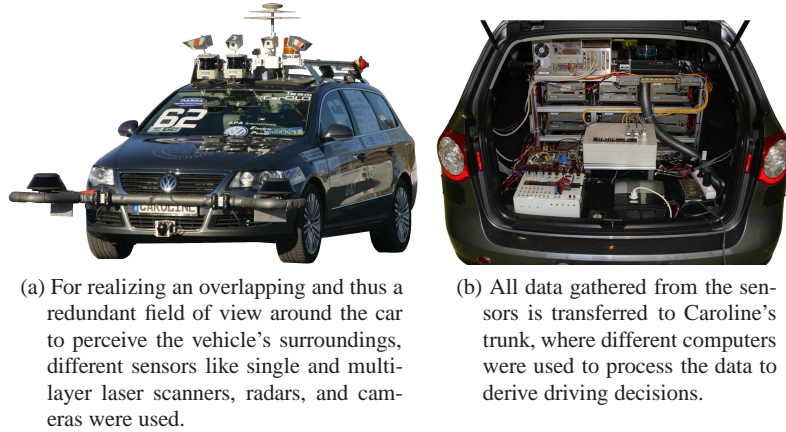 DARPA
Team
CarOLO
62
CAROLINE
(a) For realizing an overlapping and thus a
redundant field of view around the car
to perceive the vehicle's surroundings,
different sensors like single and multi-
layer laser scanners, radars, and cam-
eras were used.
(b) All data gathered from the sen-
sors is transferred to Caroline's
trunk, where different computers
were used to process the data to
derive driving decisions.